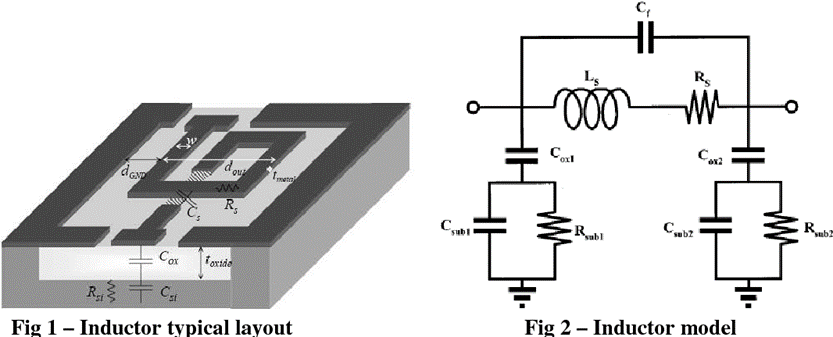 w
d_GND
d_out
t_metal
R_s
C_s
C_ox
t_oxide
R_si
C_si
Fig 1 – Inductor typical layout
C_f
L_S
R_S
C_ox1
C_ox2
C_sub1
R_sub1
C_sub2
R_sub2
Fig 2 – Inductor model